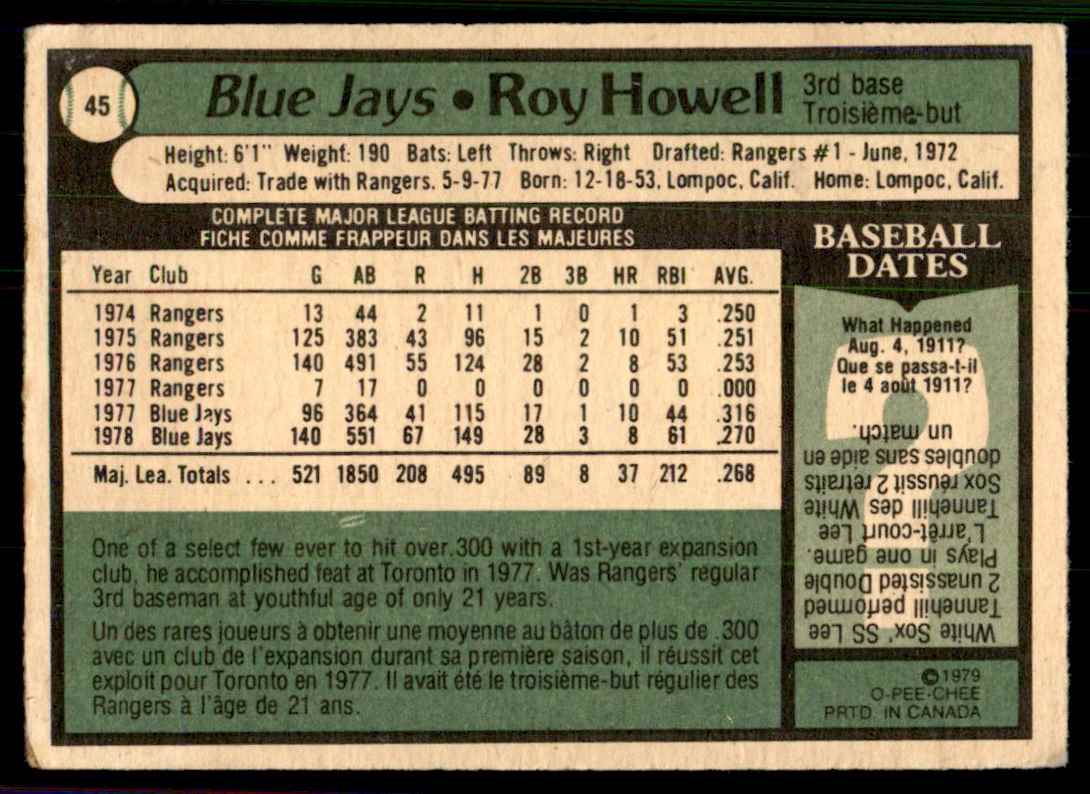 45
Blue Jays • Roy Howell
3rd base
Troisième-but
Height: 6'1" Weight: 190 Bats: Left Throws: Right Drafted: Rangers #1 - June, 1972
Acquired: Trade with Rangers. 5-9-77 Born: 12-18-53, Lompoc, Calif. Home: Lompoc, Calif.
COMPLETE MAJOR LEAGUE BATTING RECORD
FICHE COMME FRAPPEUR DANS LES MAJEURES
Year Club G AB R H 2B 3B HR RBI AVG.
1974 Rangers 13 44 2 11 1 0 1 3 .250
1975 Rangers 125 383 43 96 15 2 10 51 .251
1976 Rangers 140 491 55 124 28 2 8 53 .253
1977 Rangers 7 17 0 0 0 0 0 0 .000
1977 Blue Jays 96 364 41 115 17 1 10 44 .316
1978 Blue Jays 140 551 67 149 28 3 8 61 .270
Maj. Lea. Totals ... 521 1850 208 495 89 8 37 212 .268
One of a select few ever to hit over.300 with a 1st-year expansion
club, he accomplished feat at Toronto in 1977. Was Rangers' regular
3rd baseman at youthful age of only 21 years.
Un des rares joueurs à obtenir une moyenne au bâton de plus de .300
avec un club de l'expansion durant sa première saison, il réussit cet
exploit pour Toronto en 1977. Il avait été le troisième-but régulier des
Rangers à l'âge de 21 ans.
BASEBALL
DATES
What Happened
Aug. 4, 1911?
Que se passa-t-il
le 4 août 1911?
White Sox' SS Lee
Tannehill performed
2 unassisted Double
Plays in one game.
L'arrêt-court Lee
Tannehill des White
Sox réussit 2 retraits
doubles sans aide en
un match.
©1979
O-PEE-CHEE
PRTD. IN CANADA